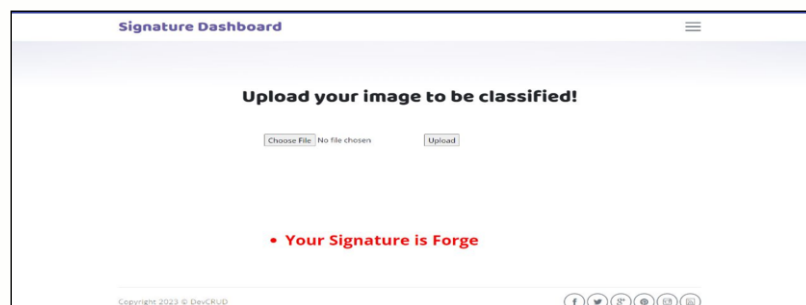 Signature Dashboard
Upload your image to be classified!
Choose File No file chosen Upload
• Your Signature is Forge
Copyright 2023 © DevCRUD